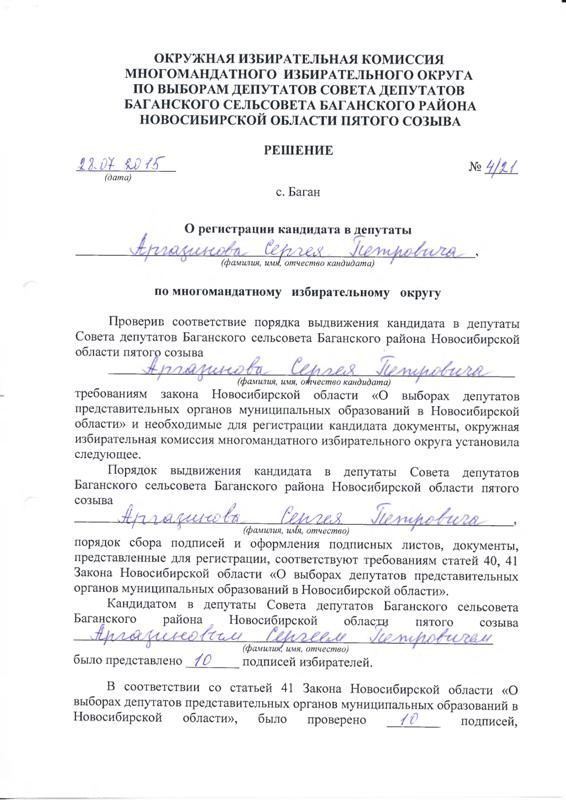 ОКРУЖНАЯ ИЗБИРАТЕЛЬНАЯ КОМИССИЯ
МНОГОМАНДАТНОГО ИЗБИРАТЕЛЬНОГО ОКРУГА
ПО ВЫБОРАМ ДЕПУТАТОВ СОВЕТА ДЕПУТАТОВ
БАГАНСКОГО СЕЛЬСОВЕТА БАГАНСКОГО РАЙОНА
НОВОСИБИРСКОЙ ОБЛАСТИ ПЯТОГО СОЗЫВА
РЕШЕНИЕ
28.07 2015 № 4/21
(дата)
с. Баган
О регистрации кандидата в депутаты
Аргазинова Сергея Петровича,
(фамилия, имя, отчество кандидата)
по многомандатному избирательному округу
Проверив соответствие порядка выдвижения кандидата в депутаты
Совета депутатов Баганского сельсовета Баганского района Новосибирской
области пятого созыва
Аргазинова Сергея Петровича
(фамилия, имя, отчество кандидата)
требованиям закона Новосибирской области «О выборах депутатов
представительных органов муниципальных образований в Новосибирской
области» и необходимые для регистрации кандидата документы, окружная
избирательная комиссия многомандатного избирательного округа установила
следующее.
Порядок выдвижения кандидата в депутаты Совета депутатов
Баганского сельсовета Баганского района Новосибирской области пятого
созыва
Аргазинова Сергея Петровича,
(фамилия, имя, отчество)
порядок сбора подписей и оформления подписных листов, документы,
представленные для регистрации, соответствуют требованиям статей 40, 41
Закона Новосибирской области «О выборах депутатов представительных
органов муниципальных образований в Новосибирской области».
Кандидатом в депутаты Совета депутатов Баганского сельсовета
Баганского района Новосибирской области пятого созыва
Аргазиновым Сергеем Петровичем
(фамилия, имя, отчество)
было представлено 10 подписей избирателей.
В соответствии со статьей 41 Закона Новосибирской области «О
выборах депутатов представительных органов муниципальных образований в
Новосибирской области», было проверено 10 подписей,